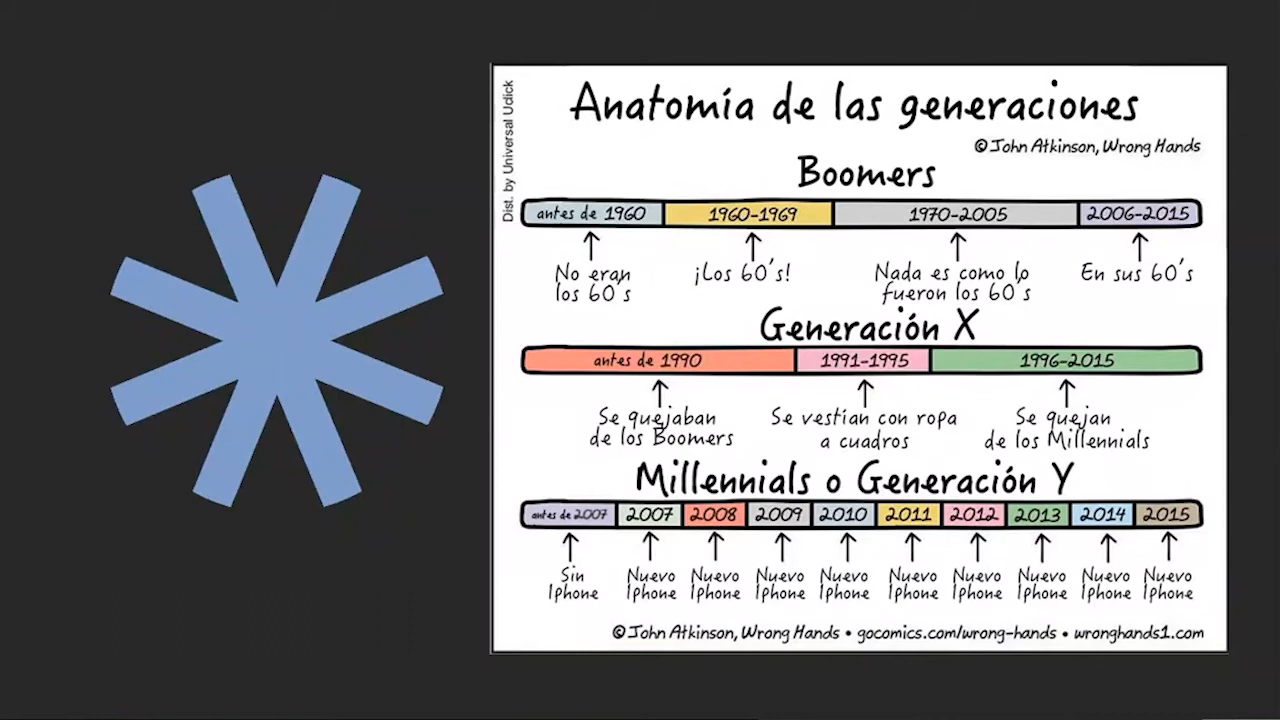 Dist. by Universal Udick
Anatomía de las generaciones
©John Atkinson, Wrong Hands
Boomers
antes de 1960 1960-1969 1970-2005 2006-2015
No eran ¡Los 60's! Nada es como lo En sus 60's
los 60's fueron los 60's
Generación X
antes de 1990 1991-1995 1996-2015
Se quejaban Se vestían con ropa Se quejan
de los Boomers a cuadros de los Millennials
Millennials o Generación Y
antes de 2007 2007 2008 2009 2010 2011 2012 2013 2014 2015
Sin Nuevo Nuevo Nuevo Nuevo Nuevo Nuevo Nuevo Nuevo Nuevo
Iphone Iphone Iphone Iphone Iphone Iphone Iphone Iphone Iphone Iphone
©John Atkinson, Wrong Hands • gocomics.com/wrong-hands • wronghands1.com